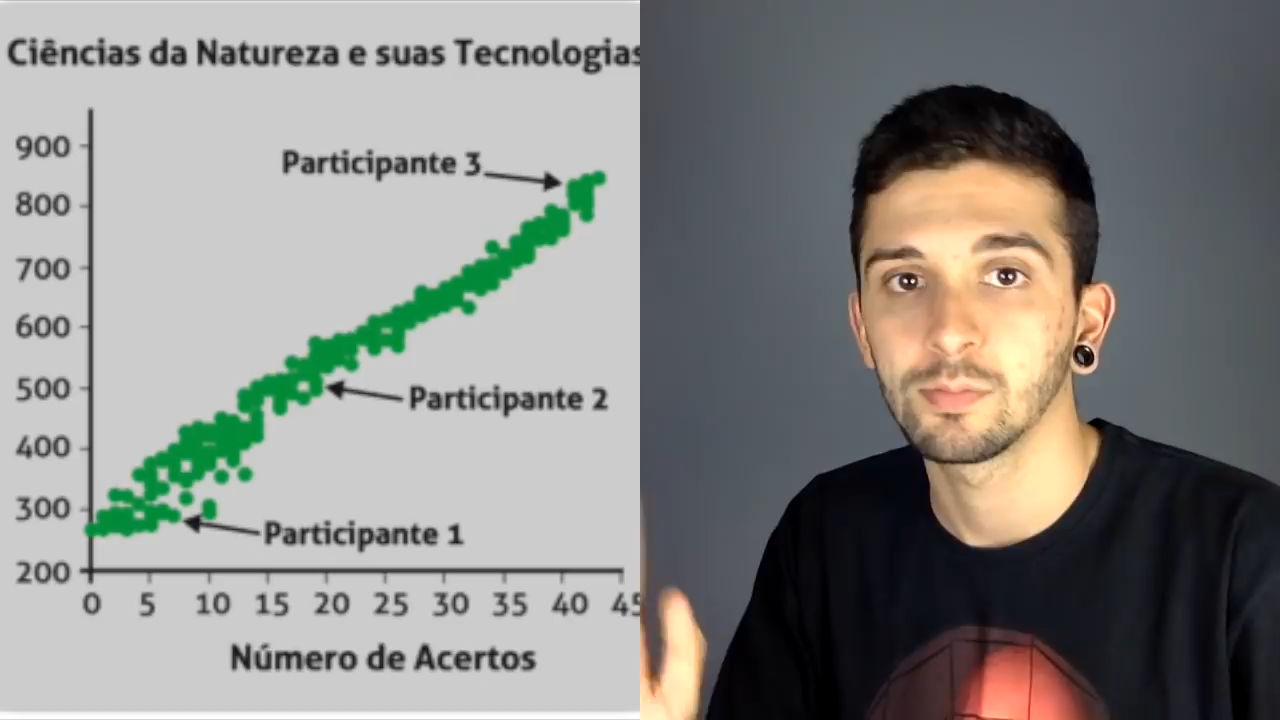 Ciências da Natureza e suas Tecnologias
900
Participante 3
800
700
600
500
Participante 2
400
300
Participante 1
200
0 5 10 15 20 25 30 35 40 45
Número de Acertos